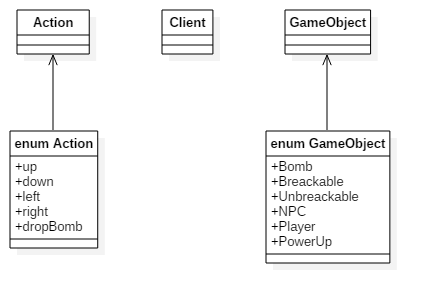 Action
Client
GameObject
enum Action
+up
+down
+left
+right
+dropBomb
enum GameObject
+Bomb
+Breackable
+Unbreackable
+NPC
+Player
+PowerUp